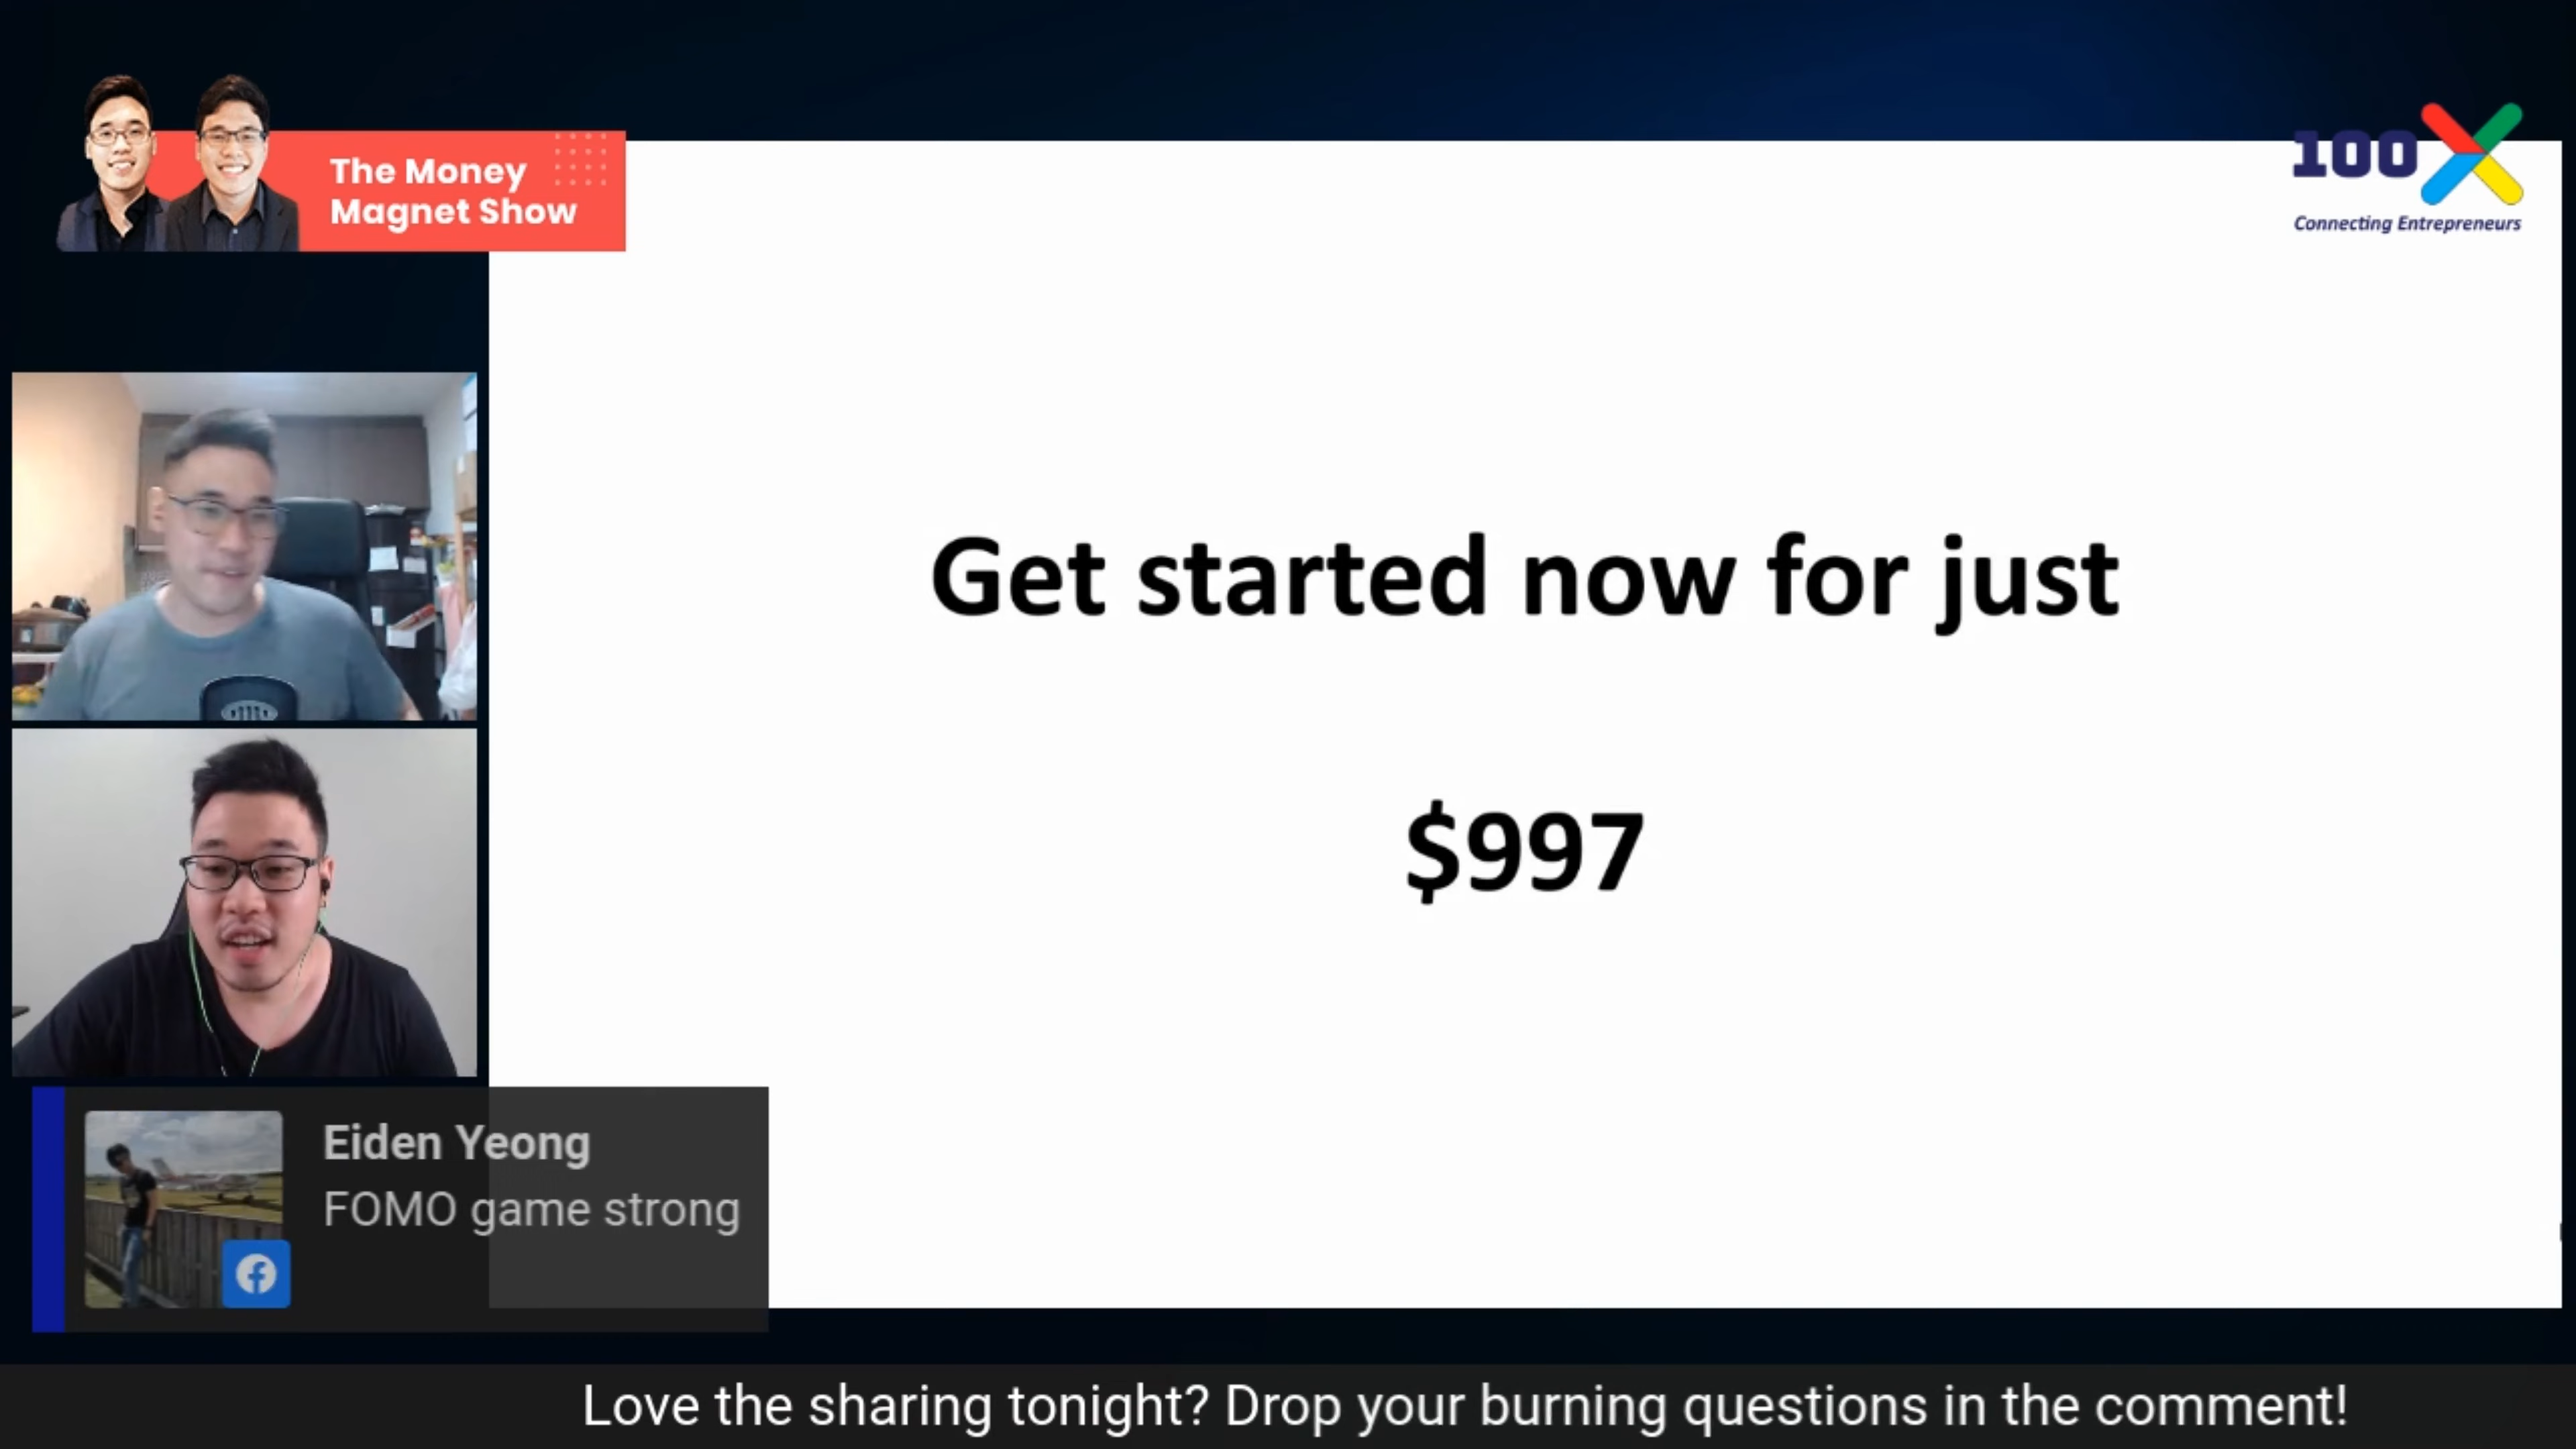 The Money
Magnet Show
100X
Connecting Entrepreneurs
Get started now for just
$997
Eiden Yeong
FOMO game strong
Love the sharing tonight? Drop your burning questions in the comment!